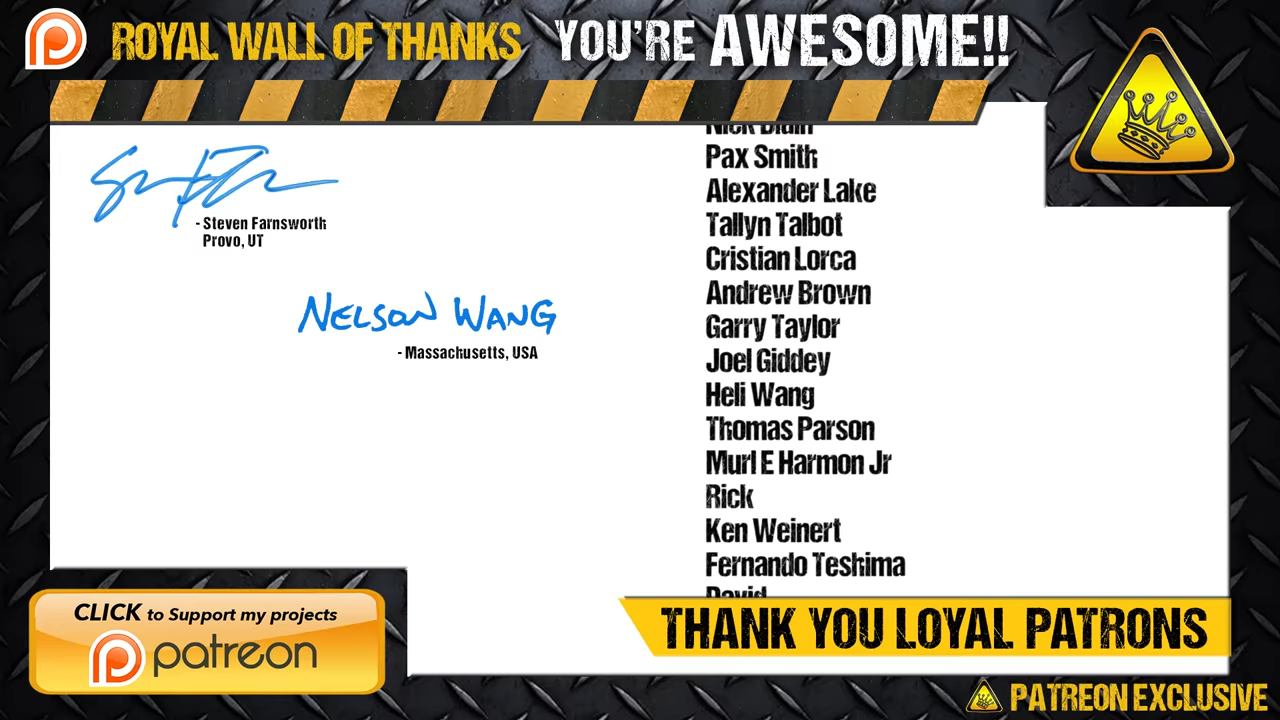 ROYAL WALL OF THANKS YOU'RE AWESOME!!
- Steven Farnsworth
Provo, UT
NELSON WANG
- Massachusetts, USA
Pax Smith
Alexander Lake
Tallyn Talbot
Cristian Lorca
Andrew Brown
Garry Taylor
Joel Giddey
Heli Wang
Thomas Parson
Murl E Harmon Jr
Rick
Ken Weinert
Fernando Teshima
David
CLICK to Support my projects
patreon
THANK YOU LOYAL PATRONS
PATREON EXCLUSIVE